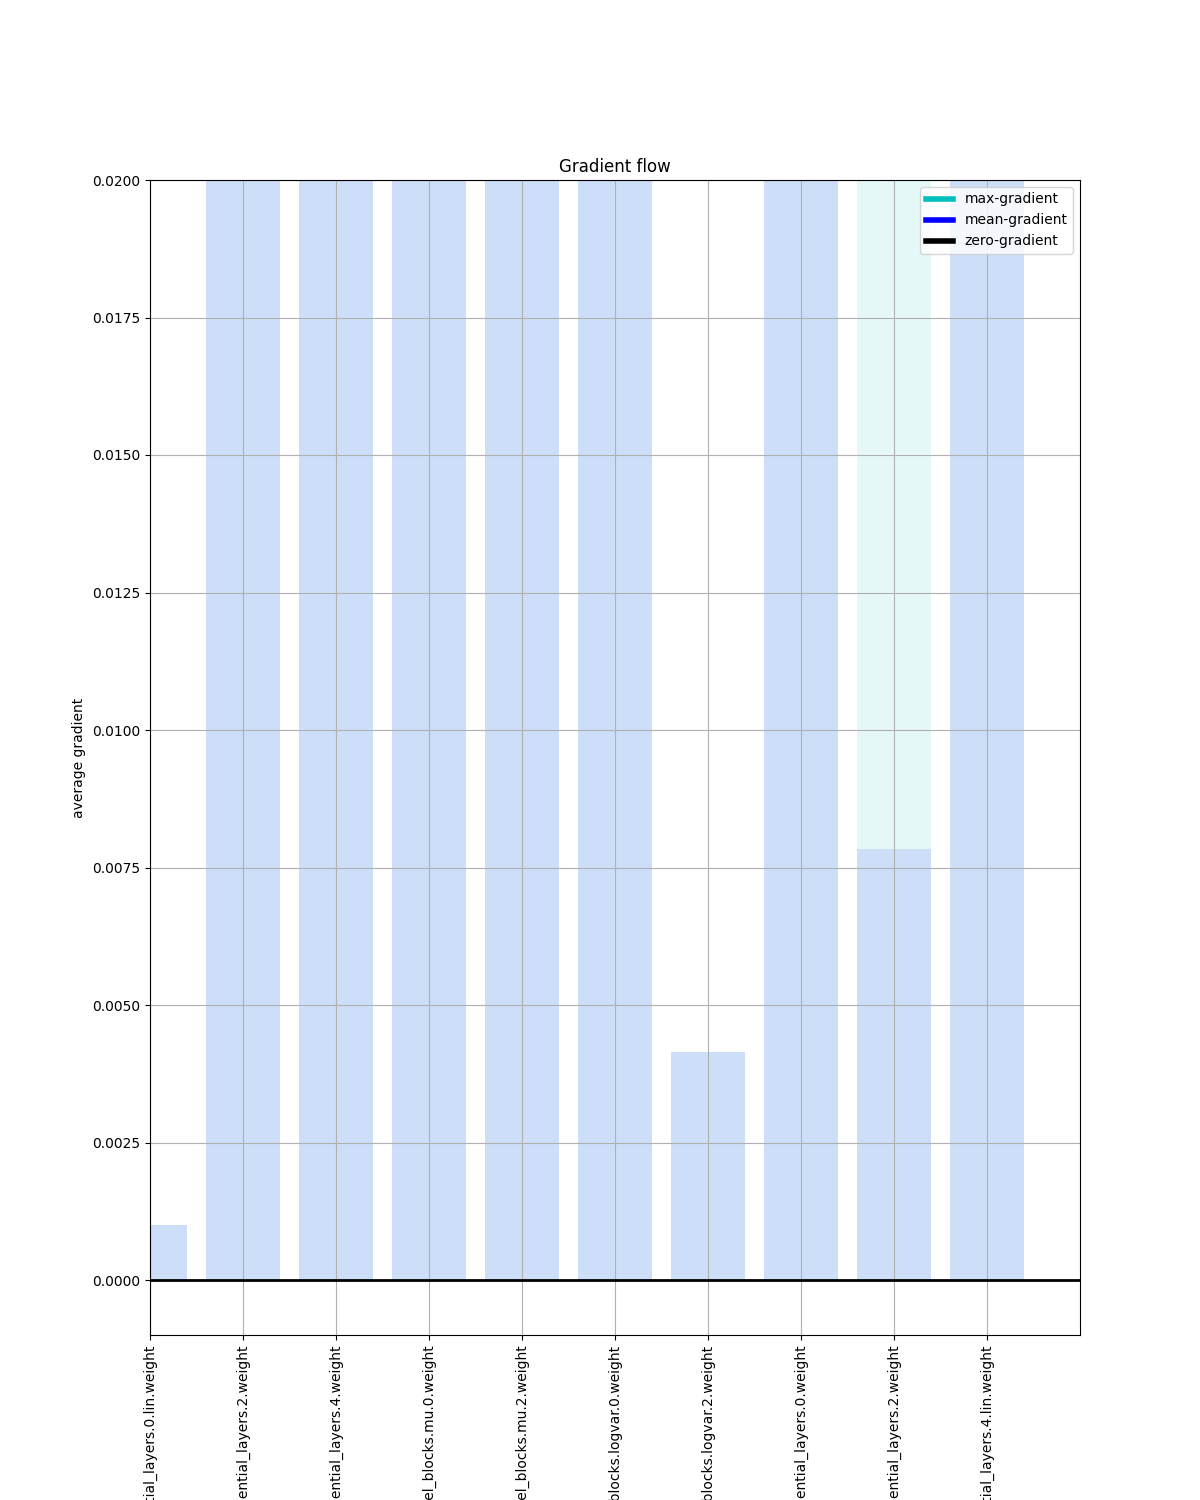 Gradient flow
max-gradient
mean-gradient
zero-gradient
0.0200
0.0175
0.0150
0.0125
0.0100
0.0075
0.0050
0.0025
0.0000
average gradient
tial_layers.0.lin.weight
ential_layers.2.weight
ential_layers.4.weight
el_blocks.mu.0.weight
el_blocks.mu.2.weight
blocks.logvar.0.weight
blocks.logvar.2.weight
ential_layers.0.weight
ential_layers.2.weight
tial_layers.4.lin.weight